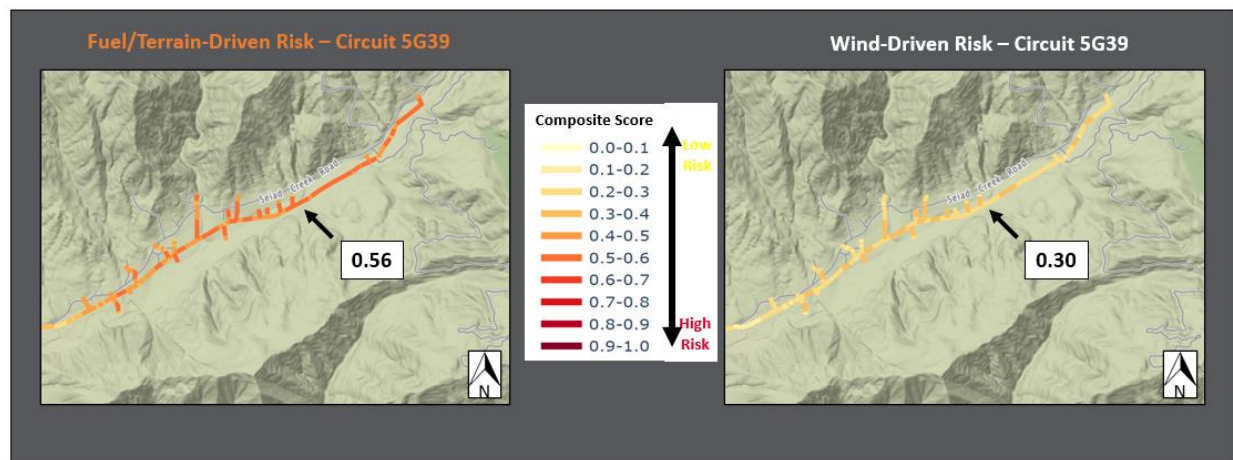 Fuel/Terrain-Driven Risk – Circuit 5G39
Wind-Driven Risk – Circuit 5G39
Seiad Creek Road
0.56
N
Composite Score
0.0-0.1
0.1-0.2
0.2-0.3
0.3-0.4
0.4-0.5
0.5-0.6
0.6-0.7
0.7-0.8
0.8-0.9
0.9-1.0
Low
Risk
High
Risk
Seiad Creek Road
0.30
N